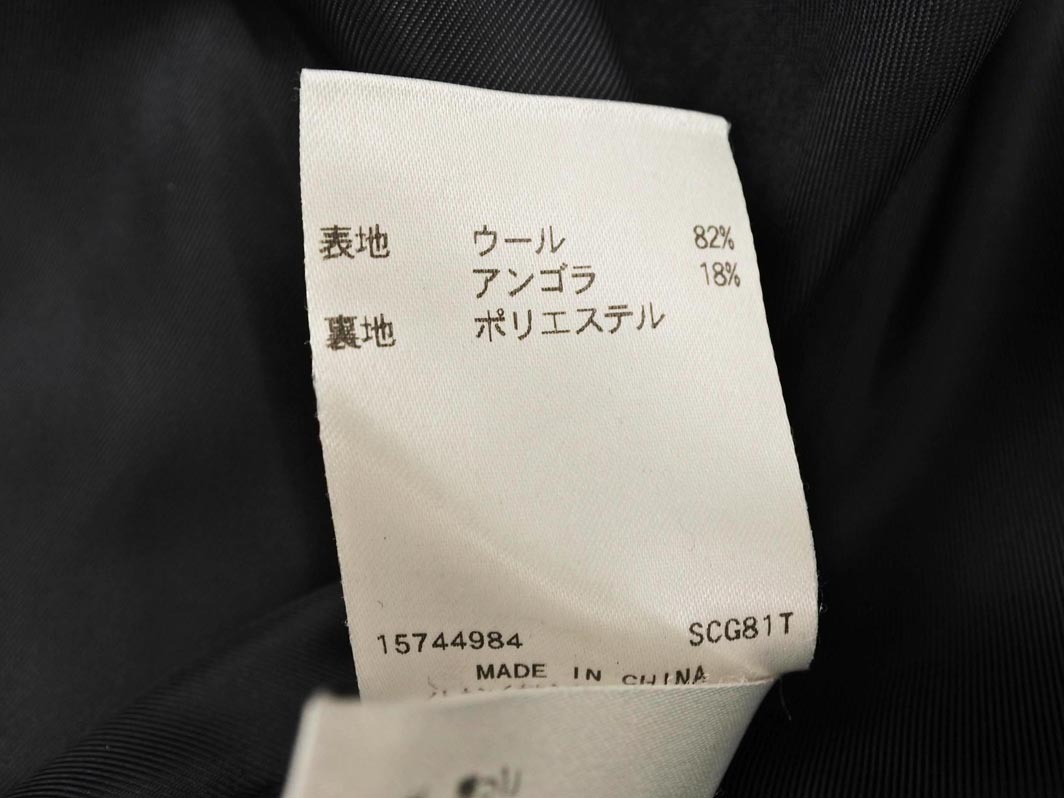 表地 ウール 82%
アンゴラ 18%
裏地 ポリエステル
15744984 SCG81T
MADE IN CHINA